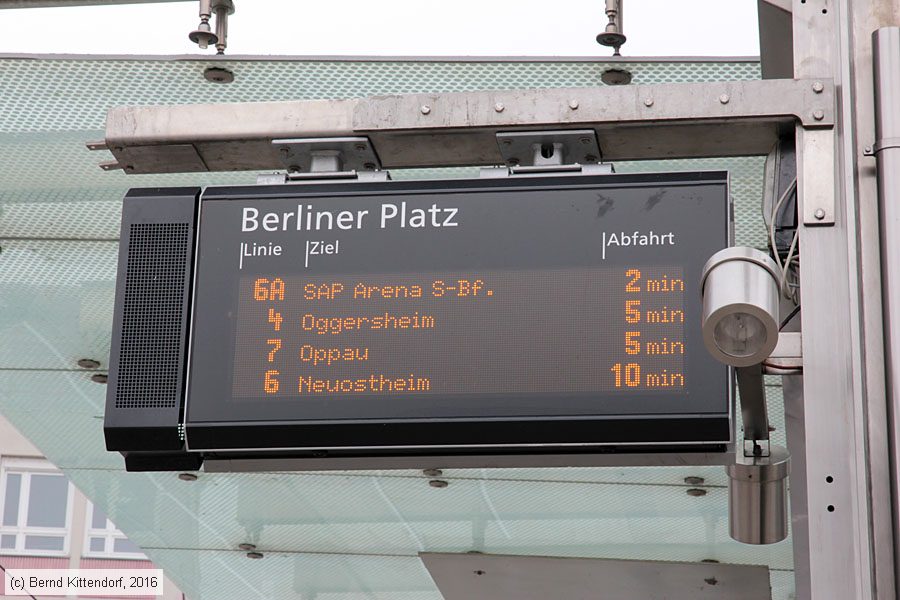 Berliner Platz
Linie Ziel Abfahrt
6A SAP Arena S-Bf. 2 min
4 Oggersheim 5 min
7 Oppau 5 min
6 Neuostheim 10 min
(c) Bernd Kittendorf, 2016